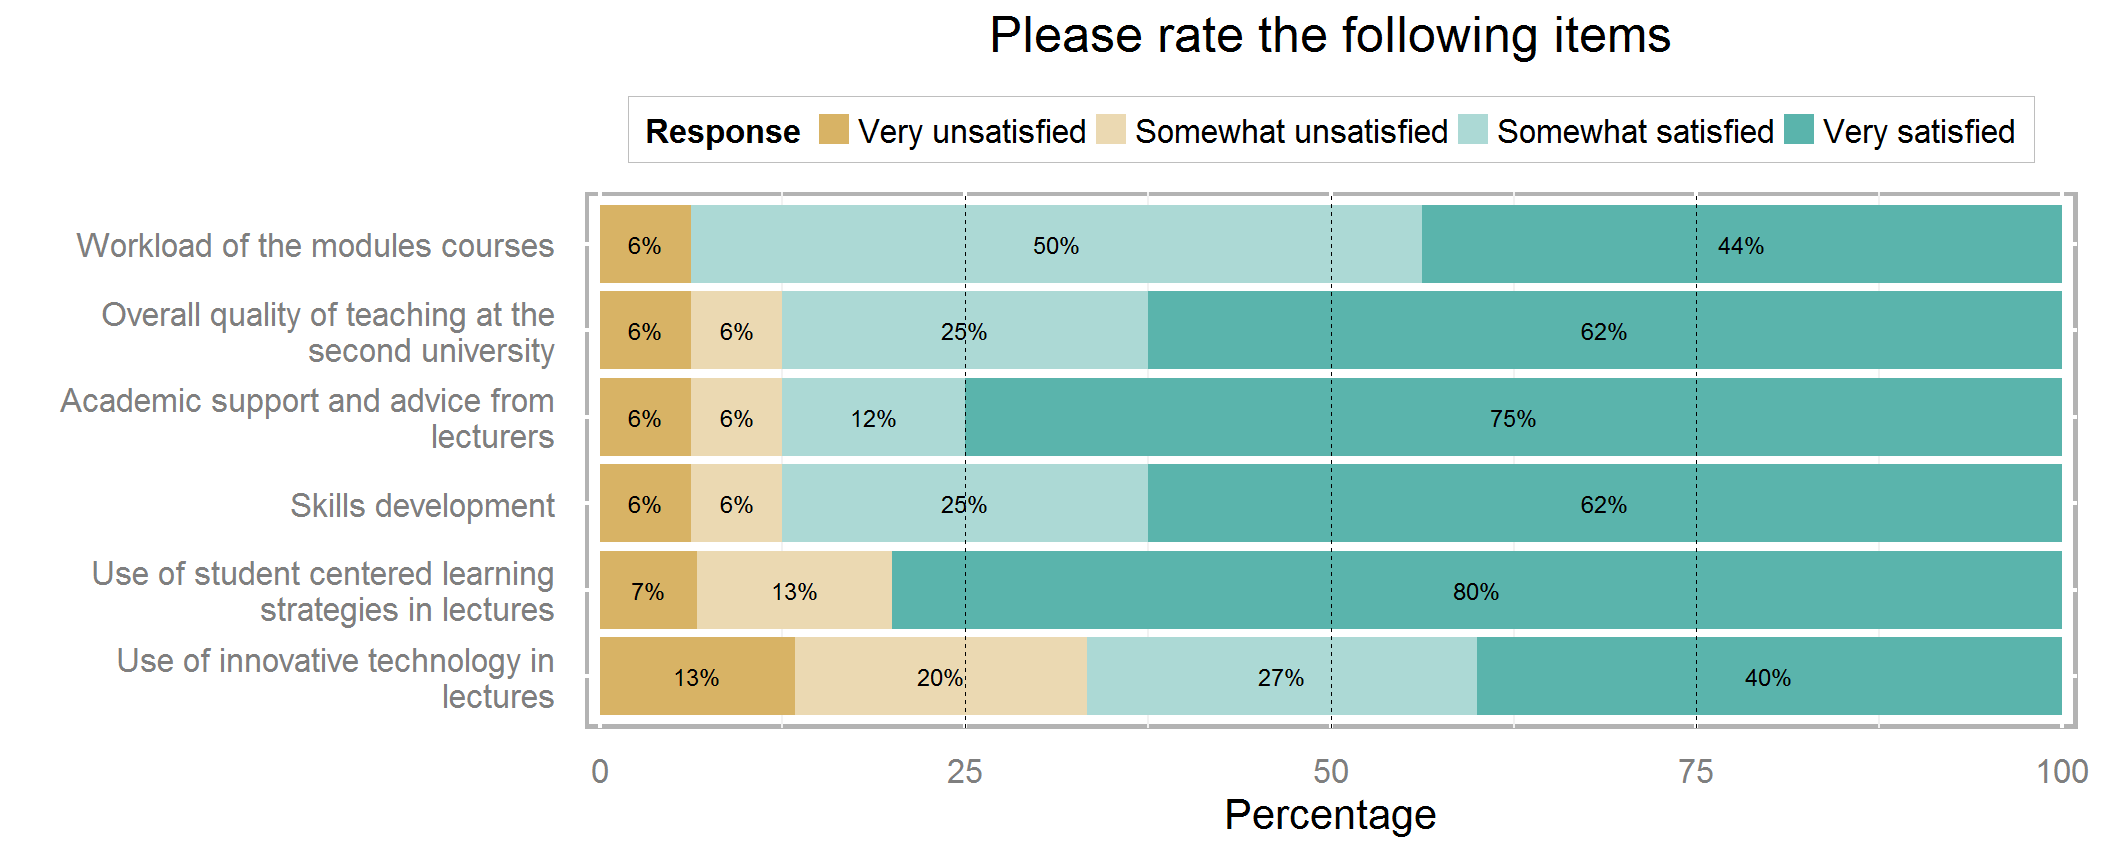 Please rate the following items
Response Very unsatisfied Somewhat unsatisfied Somewhat satisfied Very satisfied
Workload of the modules courses
6% 50% 44%
Overall quality of teaching at the
second university
6% 6% 25% 62%
Academic support and advice from
lecturers
6% 6% 12% 75%
Skills development
6% 6% 25% 62%
Use of student centered learning
strategies in lectures
7% 13% 80%
Use of innovative technology in
lectures
13% 20% 27% 40%
0 25 50 75 100
Percentage